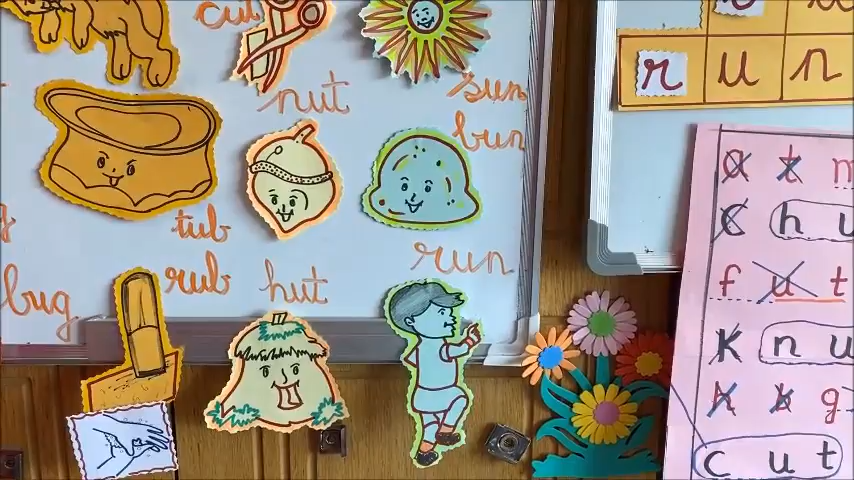 cut
nut
sun
bun
tub
rub
hut
run
bug
r u n
a t m
c h u
f u t
k n u
h k g
c u t